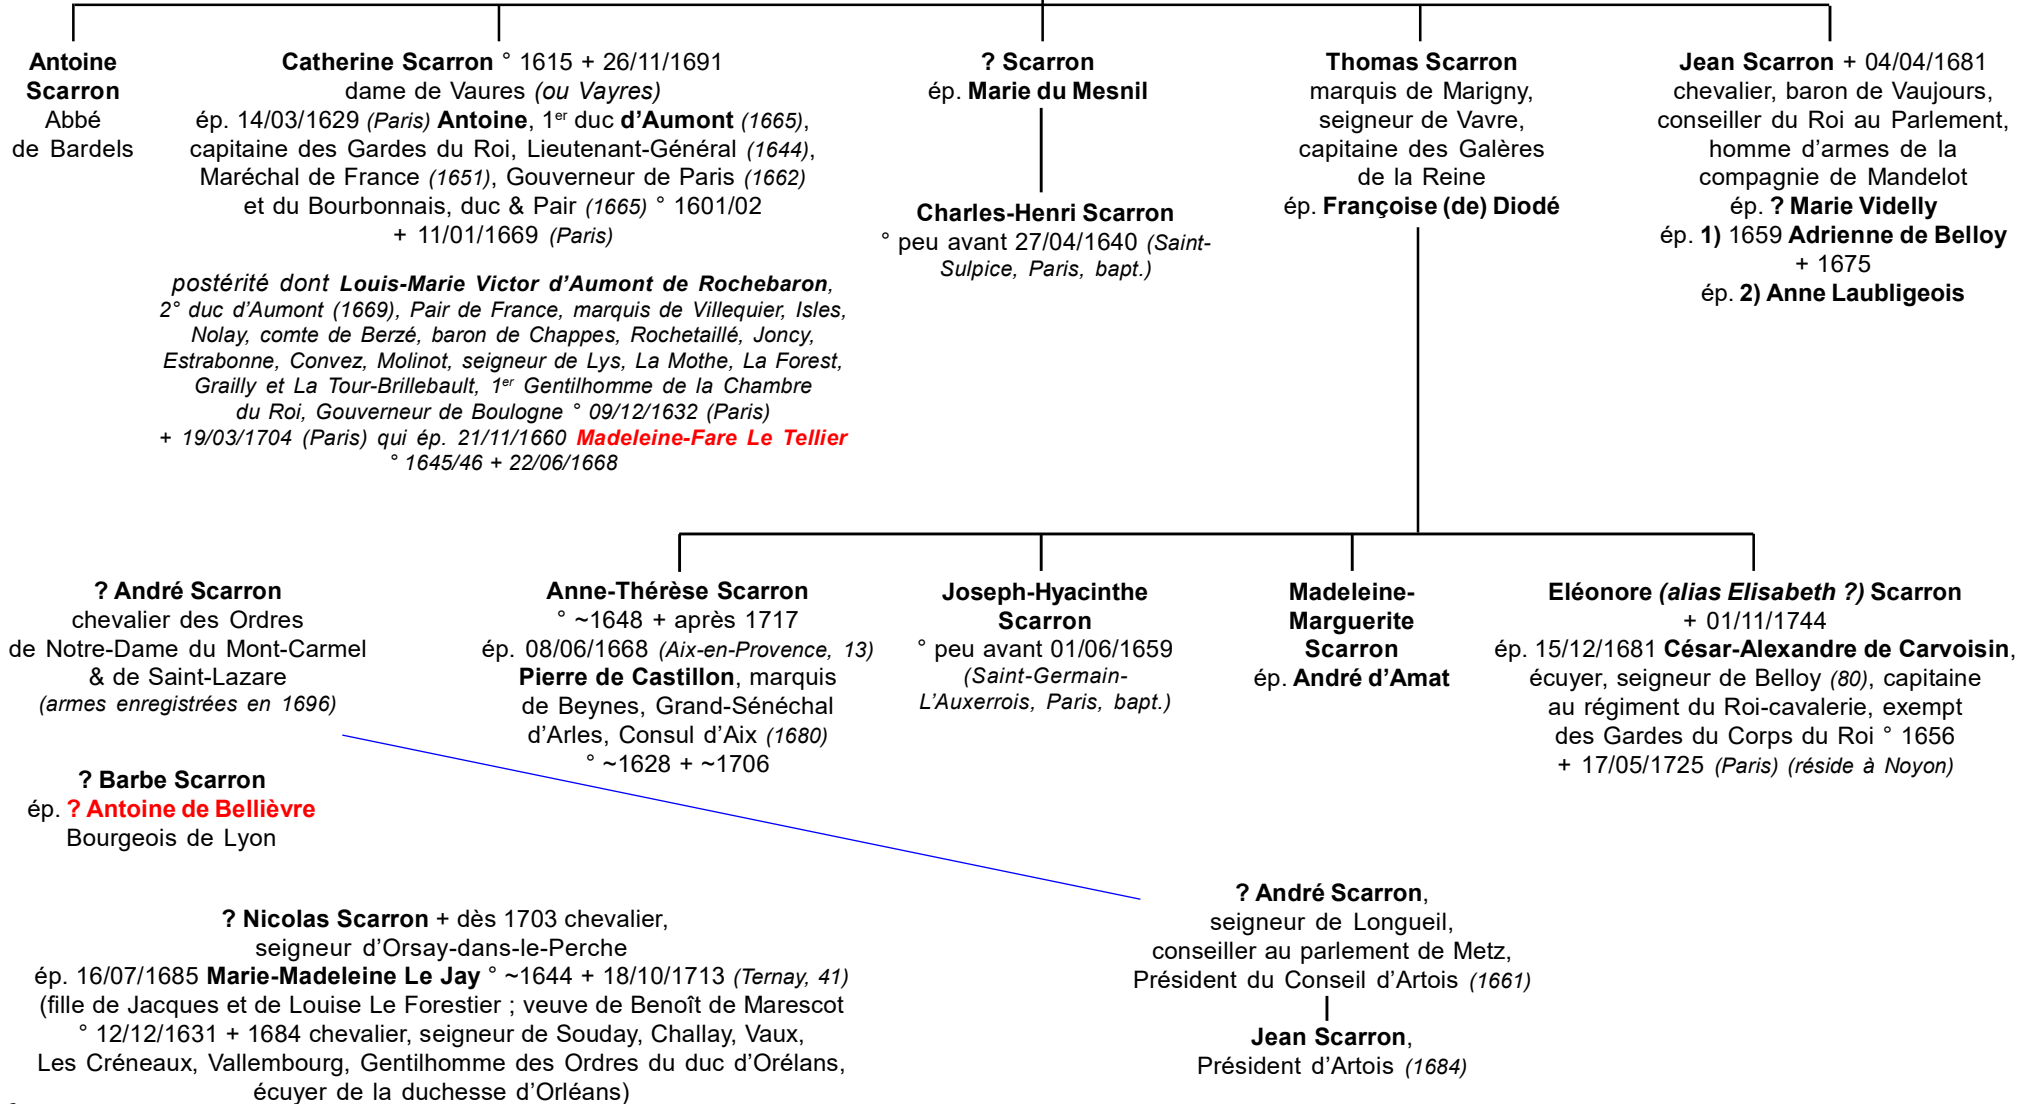 Antoine
Scarron
Abbé
de Bardels
Catherine Scarron ° 1615 + 26/11/1691
dame de Vaures (ou Vayres)
ép. 14/03/1629 (Paris) Antoine, 1er duc d’Aumont (1665),
capitaine des Gardes du Roi, Lieutenant-Général (1644),
Maréchal de France (1651), Gouverneur de Paris (1662)
et du Bourbonnais, duc & Pair (1665) ° 1601/02
+ 11/01/1669 (Paris)
postérité dont Louis-Marie Victor d’Aumont de Rochebaron,
2° duc d’Aumont (1669), Pair de France, marquis de Villequier, Isles,
Nolay, comte de Berzé, baron de Chappes, Rochetaillé, Joncy,
Estrabonne, Convez, Molinot, seigneur de Lys, La Mothe, La Forest,
Grailly et La Tour-Brillebault, 1er Gentilhomme de la Chambre
du Roi, Gouverneur de Boulogne ° 09/12/1632 (Paris)
+ 19/03/1704 (Paris) qui ép. 21/11/1660 Madeleine-Fare Le Tellier
° 1645/46 + 22/06/1668
? Scarron
ép. Marie du Mesnil
Charles-Henri Scarron
° peu avant 27/04/1640 (Saint-
Sulpice, Paris, bapt.)
Thomas Scarron
marquis de Marigny,
seigneur de Vavre,
capitaine des Galères
de la Reine
ép. Françoise (de) Diodé
Jean Scarron + 04/04/1681
chevalier, baron de Vaujours,
conseiller du Roi au Parlement,
homme d’armes de la
compagnie de Mandelot
ép. ? Marie Videlly
ép. 1) 1659 Adrienne de Belloy
+ 1675
ép. 2) Anne Laubligeois
? André Scarron
chevalier des Ordres
de Notre-Dame du Mont-Carmel
& de Saint-Lazare
(armes enregistrées en 1696)
? Barbe Scarron
ép. ? Antoine de Bellièvre
Bourgeois de Lyon
Anne-Thérèse Scarron
° ~1648 + après 1717
ép. 08/06/1668 (Aix-en-Provence, 13)
Pierre de Castillon, marquis
de Beynes, Grand-Sénéchal
d’Arles, Consul d’Aix (1680)
° ~1628 + ~1706
Joseph-Hyacinthe
Scarron
° peu avant 01/06/1659
(Saint-Germain-
L’Auxerrois, Paris, bapt.)
Madeleine-
Marguerite
Scarron
ép. André d’Amat
Eléonore (alias Elisabeth ?) Scarron
+ 01/11/1744
ép. 15/12/1681 César-Alexandre de Carvoisin,
écuyer, seigneur de Belloy (80), capitaine
au régiment du Roi-cavalerie, exempt
des Gardes du Corps du Roi ° 1656
+ 17/05/1725 (Paris) (réside à Noyon)
? Nicolas Scarron + dès 1703 chevalier,
seigneur d’Orsay-dans-le-Perche
ép. 16/07/1685 Marie-Madeleine Le Jay ° ~1644 + 18/10/1713 (Ternay, 41)
(fille de Jacques et de Louise Le Forestier ; veuve de Benoît de Marescot
° 12/12/1631 + 1684 chevalier, seigneur de Souday, Challay, Vaux,
Les Créneaux, Vallembourg, Gentilhomme des Ordres du duc d’Orélans,
écuyer de la duchesse d’Orléans)
? André Scarron,
seigneur de Longueil,
conseiller au parlement de Metz,
Président du Conseil d’Artois (1661)
Jean Scarron,
Président d’Artois (1684)